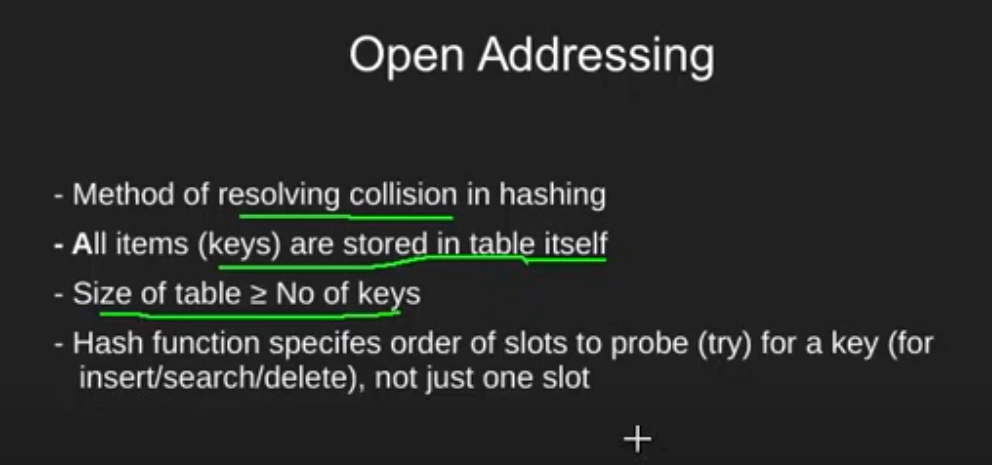 Open Addressing
- Method of resolving collision in hashing
- All items (keys) are stored in table itself
- Size of table ≥ No of keys
- Hash function specifes order of slots to probe (try) for a key (for
insert/search/delete), not just one slot